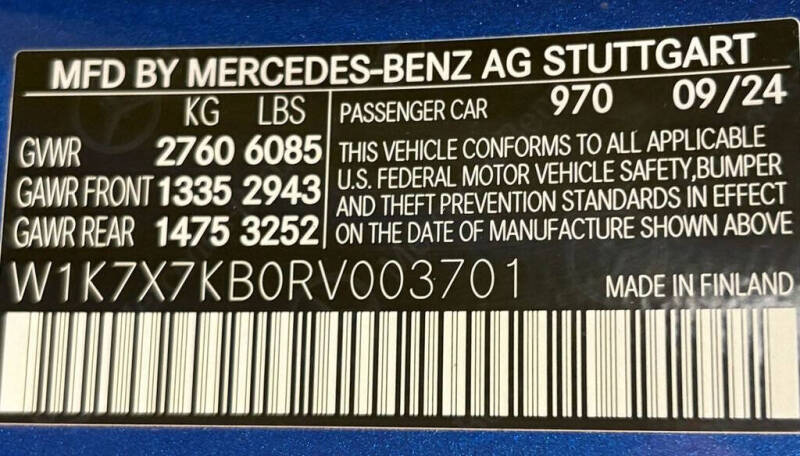 MFD BY MERCEDES-BENZ AG STUTTGART
KG LBS
GVWR 2760 6085
GAWR FRONT 1335 2943
GAWR REAR 1475 3252
PASSENGER CAR 970 09/24
THIS VEHICLE CONFORMS TO ALL APPLICABLE
U.S. FEDERAL MOTOR VEHICLE SAFETY,BUMPER
AND THEFT PREVENTION STANDARDS IN EFFECT
ON THE DATE OF MANUFACTURE SHOWN ABOVE
W1K7X7KB0RV003701
MADE IN FINLAND